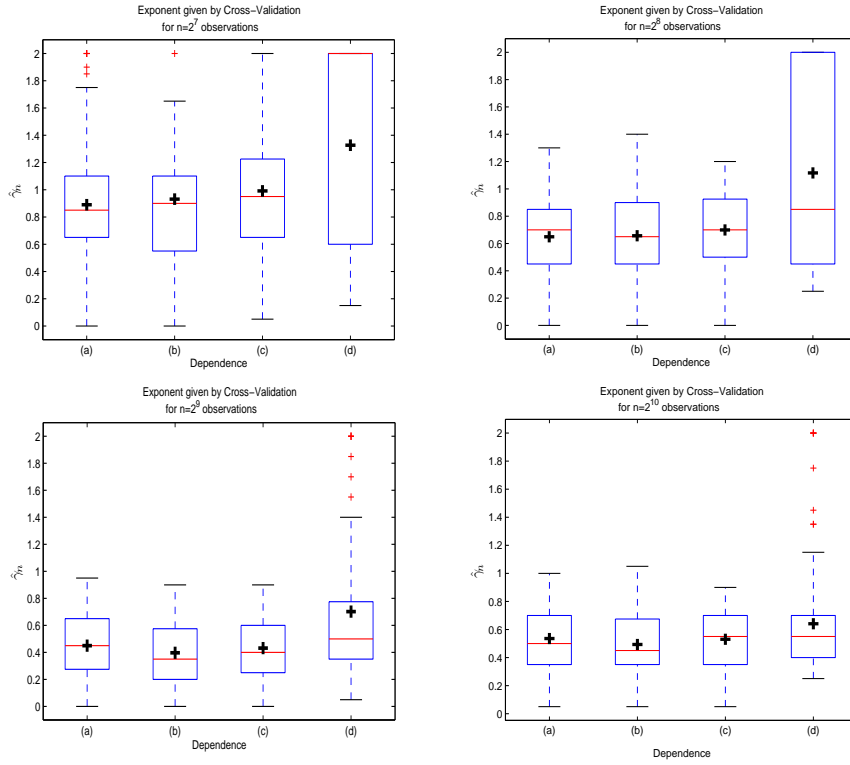 Exponent given by Cross−Validation
for n=2^7 observations
2
1.8
1.6
1.4
1.2
1
0.8
0.6
0.4
0.2
0
γ̂n
(a) (b) (c) (d)
Dependence
Exponent given by Cross−Validation
for n=2^8 observations
2
1.8
1.6
1.4
1.2
1
0.8
0.6
0.4
0.2
0
γ̂n
(a) (b) (c) (d)
Dependence
Exponent given by Cross−Validation
for n=2^9 observations
2
1.8
1.6
1.4
1.2
1
0.8
0.6
0.4
0.2
0
γ̂n
(a) (b) (c) (d)
Dependence
Exponent given by Cross−Validation
for n=2^10 observations
2
1.8
1.6
1.4
1.2
1
0.8
0.6
0.4
0.2
0
γ̂n
(a) (b) (c) (d)
Dependence